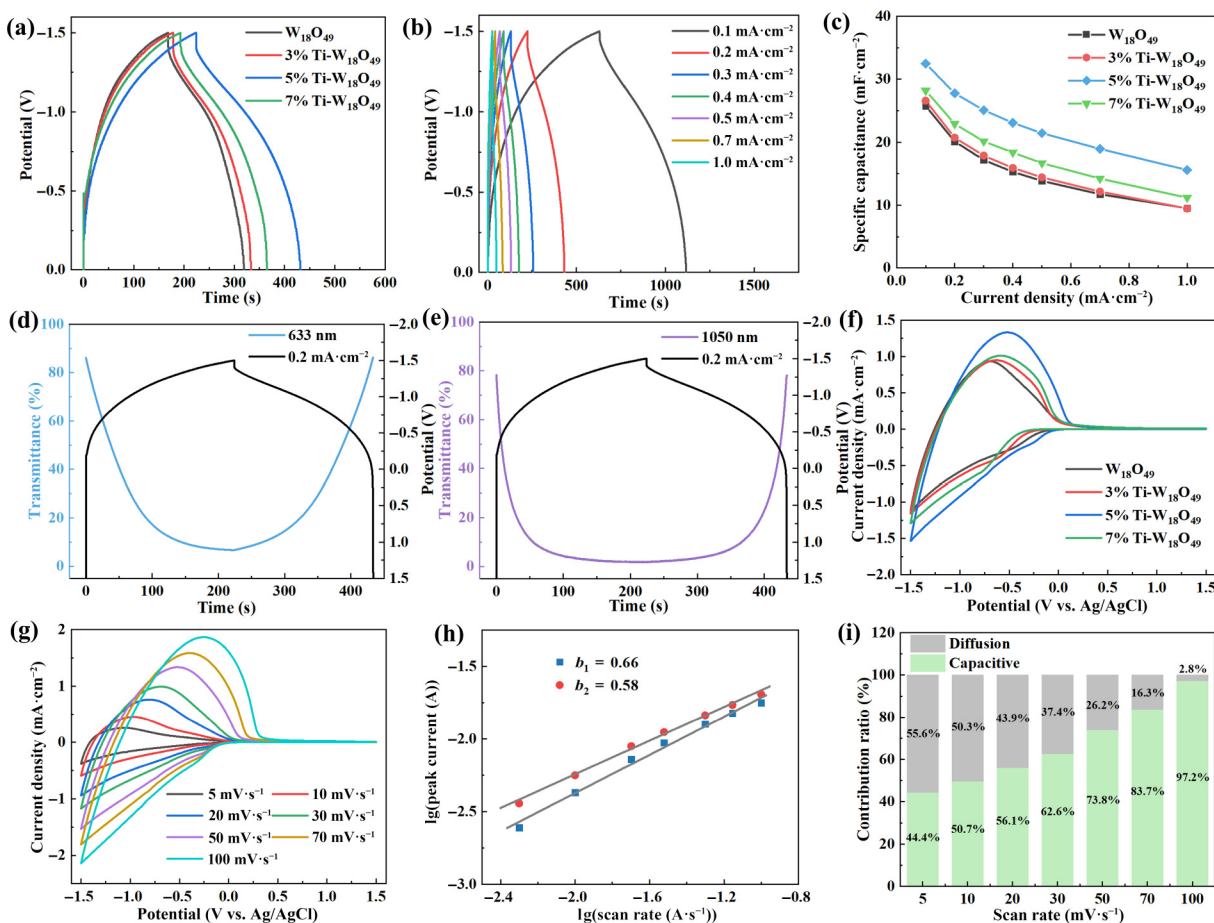 (a)
W₁₈O₄₉
3% Ti-W₁₈O₄₉
5% Ti-W₁₈O₄₉
7% Ti-W₁₈O₄₉
−1.5
−1.0
−0.5
0.0
Potential (V)
0 100 200 300 400 500 600
Time (s)
(b)
0.1 mA·cm⁻²
0.2 mA·cm⁻²
0.3 mA·cm⁻²
0.4 mA·cm⁻²
0.5 mA·cm⁻²
0.7 mA·cm⁻²
1.0 mA·cm⁻²
−1.5
−1.0
−0.5
0.0
Potential (V)
0 500 1000 1500
Time (s)
(c)
W₁₈O₄₉
3% Ti-W₁₈O₄₉
5% Ti-W₁₈O₄₉
7% Ti-W₁₈O₄₉
40
30
20
10
0
Specific capacitance (mF·cm⁻²)
0.2 0.4 0.6 0.8 1.0
Current density (mA·cm⁻²)
(d)
633 nm
0.2 mA·cm⁻²
100
80
60
40
20
0
Transmittance (%)
−2.0
−1.5
−1.0
−0.5
0.0
0.5
1.0
1.5
Potential (V)
0 100 200 300 400
Time (s)
(e)
1050 nm
0.2 mA·cm⁻²
100
80
60
40
20
0
Transmittance (%)
−2.0
−1.5
−1.0
−0.5
0.0
0.5
1.0
1.5
Potential (V)
0 100 200 300 400
Time (s)
(f)
1.5
1.0
0.5
0.0
−0.5
−1.0
−1.5
−2.0
Current density (mA·cm⁻²)
W₁₈O₄₉
3% Ti-W₁₈O₄₉
5% Ti-W₁₈O₄₉
7% Ti-W₁₈O₄₉
−1.5 −1.0 −0.5 0.0 0.5 1.0 1.5
Potential (V vs. Ag/AgCl)
(g)
2
1
0
−1
−2
Current density (mA·cm⁻²)
5 mV·s⁻¹ 10 mV·s⁻¹
20 mV·s⁻¹ 30 mV·s⁻¹
50 mV·s⁻¹ 70 mV·s⁻¹
100 mV·s⁻¹
−1.5 −1.0 −0.5 0.0 0.5 1.0 1.5
Potential (V vs. Ag/AgCl)
(h)
b₁ = 0.66
b₂ = 0.58
−1.5
−2.0
−2.5
−3.0
lg(peak current (A))
−2.4 −2.0 −1.6 −1.2 −0.8
lg(scan rate (A·s⁻¹))
(i)
Diffusion
Capacitive
120
100
80
60
40
20
0
Contribution ratio (%)
55.6% 50.3% 43.9% 37.4% 26.2% 16.3% 2.8%
44.4% 50.7% 56.1% 62.6% 73.8% 83.7% 97.2%
5 10 20 30 50 70 100
Scan rate (mV·s⁻¹)